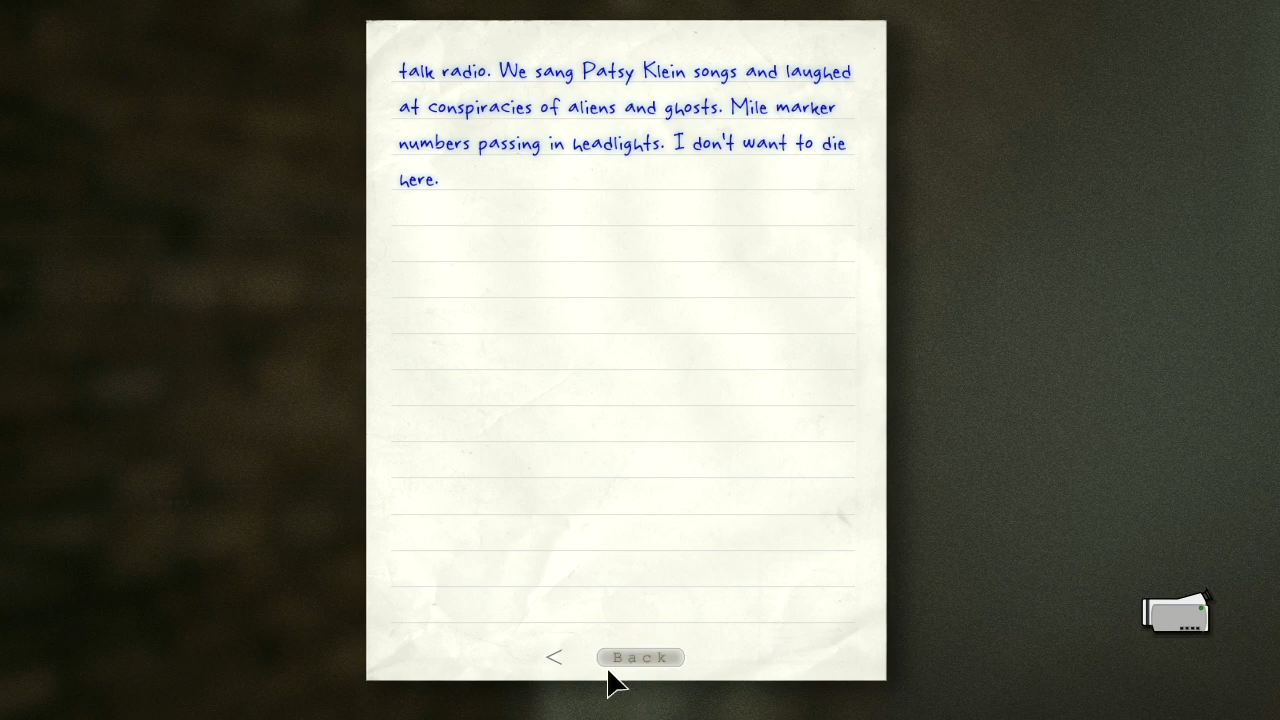 talk radio. We sang Patsy Klein songs and laughed
at conspiracies of aliens and ghosts. Mile marker
numbers passing in headlights. I don't want to die
here.
< Back